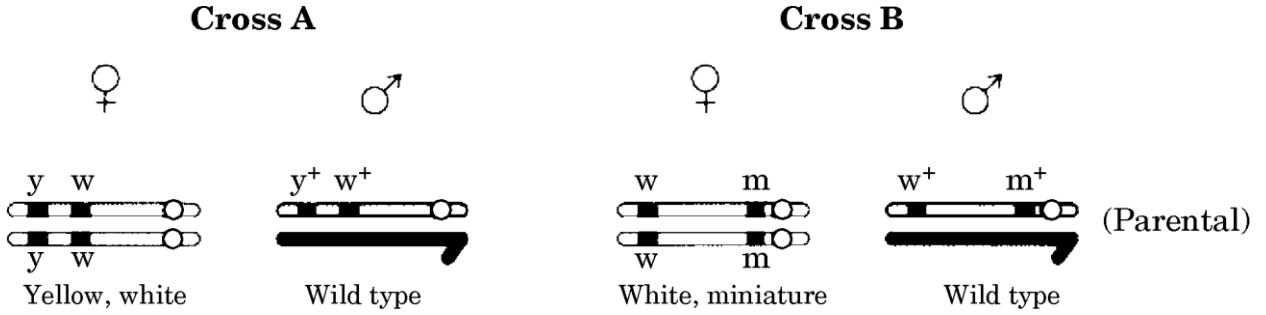 Cross A Cross B
♀ ♂ ♀ ♂
y w y⁺ w⁺ w m w⁺ m⁺
(Parental)
y w w m
Yellow, white Wild type White, miniature Wild type